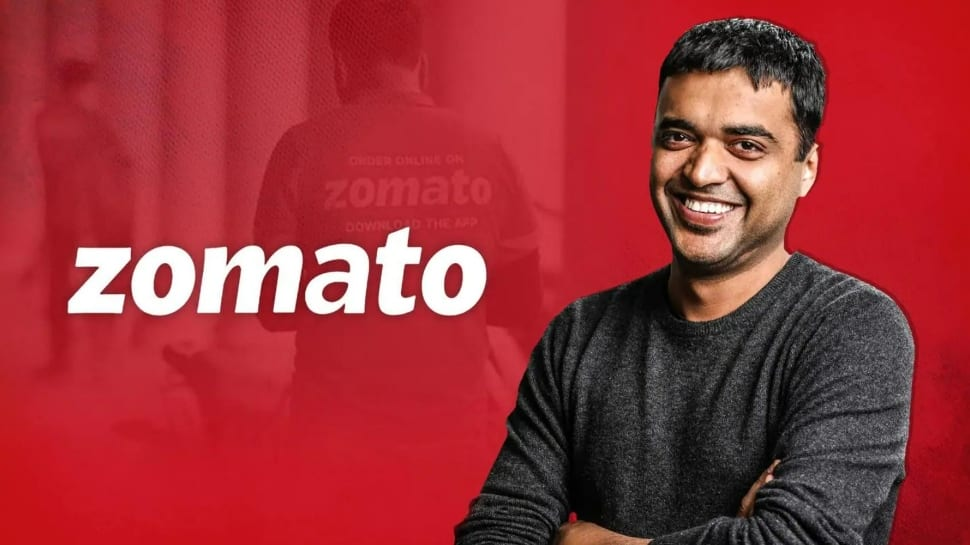 ORDER ONLINE ON
zomato
DOWNLOAD THE APP
zomato